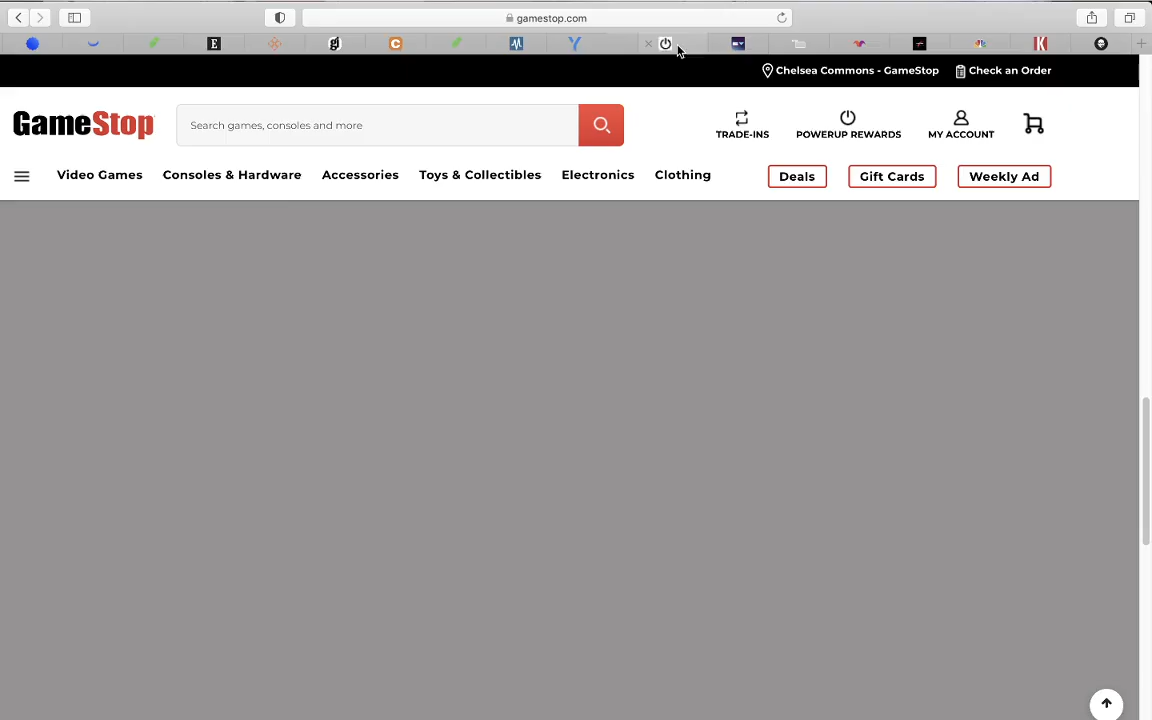 gamestop.com
E
gl
C
K
Chelsea Commons - GameStop
Check an Order
GameStop
Search games, consoles and more
TRADE-INS
POWERUP REWARDS
MY ACCOUNT
Video Games
Consoles & Hardware
Accessories
Toys & Collectibles
Electronics
Clothing
Deals
Gift Cards
Weekly Ad